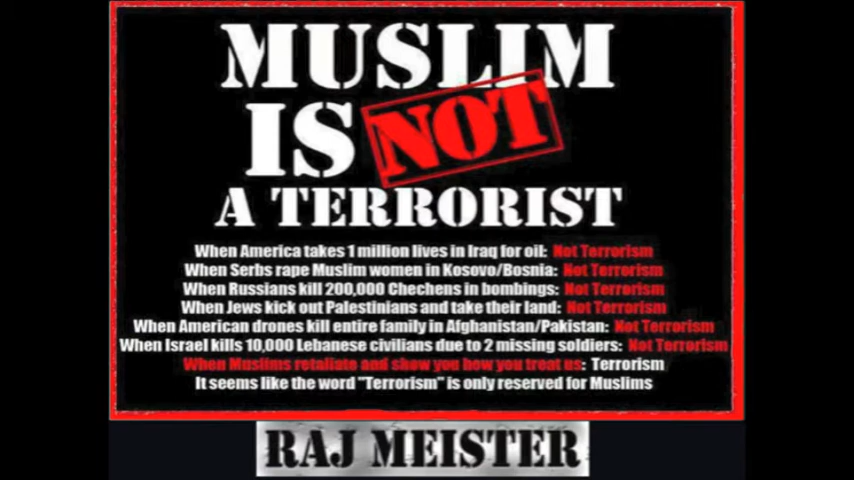 MUSLIM
IS NOT
A TERRORIST
When America takes 1 million lives in Iraq for oil: Not Terrorism
When Serbs rape Muslim women in Kosovo/Bosnia: Not Terrorism
When Russians kill 200,000 Chechens in bombings: Not Terrorism
When Jews kick out Palestinians and take their land: Not Terrorism
When American drones kill entire family in Afghanistan/Pakistan: Not Terrorism
When Israel kills 10,000 Lebanese civilians due to 2 missing soldiers: Not Terrorism
When Muslims retaliate and show you how you treat us: Terrorism
It seems like the word "Terrorism" is only reserved for Muslims
RAJ MEISTER